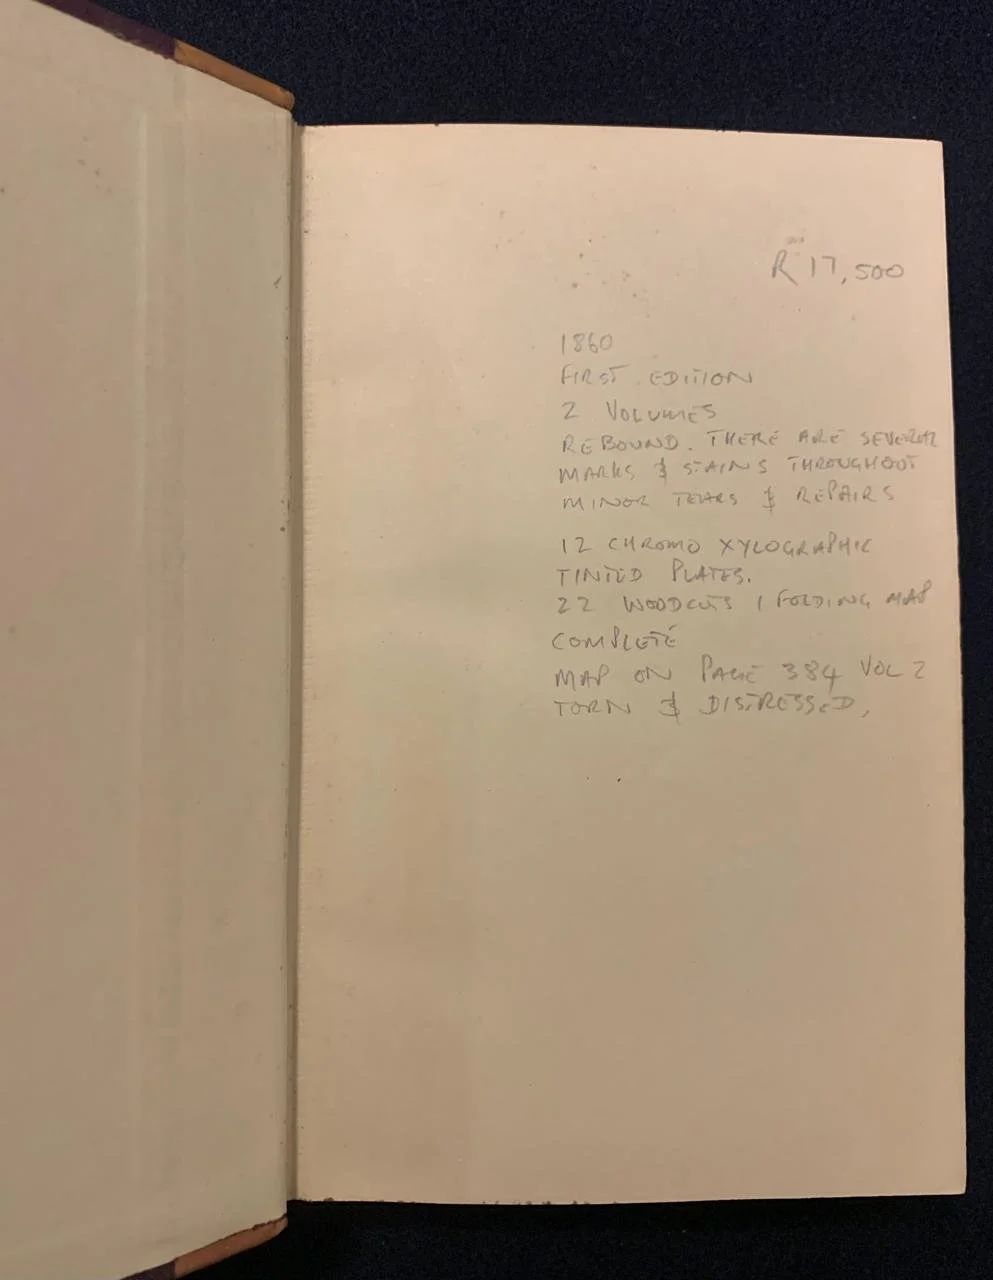 R 17,500
1860
FIRST EDITION
2 VOLUMES
REBOUND. THERE ARE SEVERAL
MARKS & STAINS THROUGHOUT
MINOR TEARS & REPAIRS
12 CHROMO XYLOGRAPHIC
TINTED PLATES.
22 WOODCUTS 1 FOLDING MAP
COMPLETE
MAP ON PAGE 384 VOL 2
TORN & DISTRESSED,